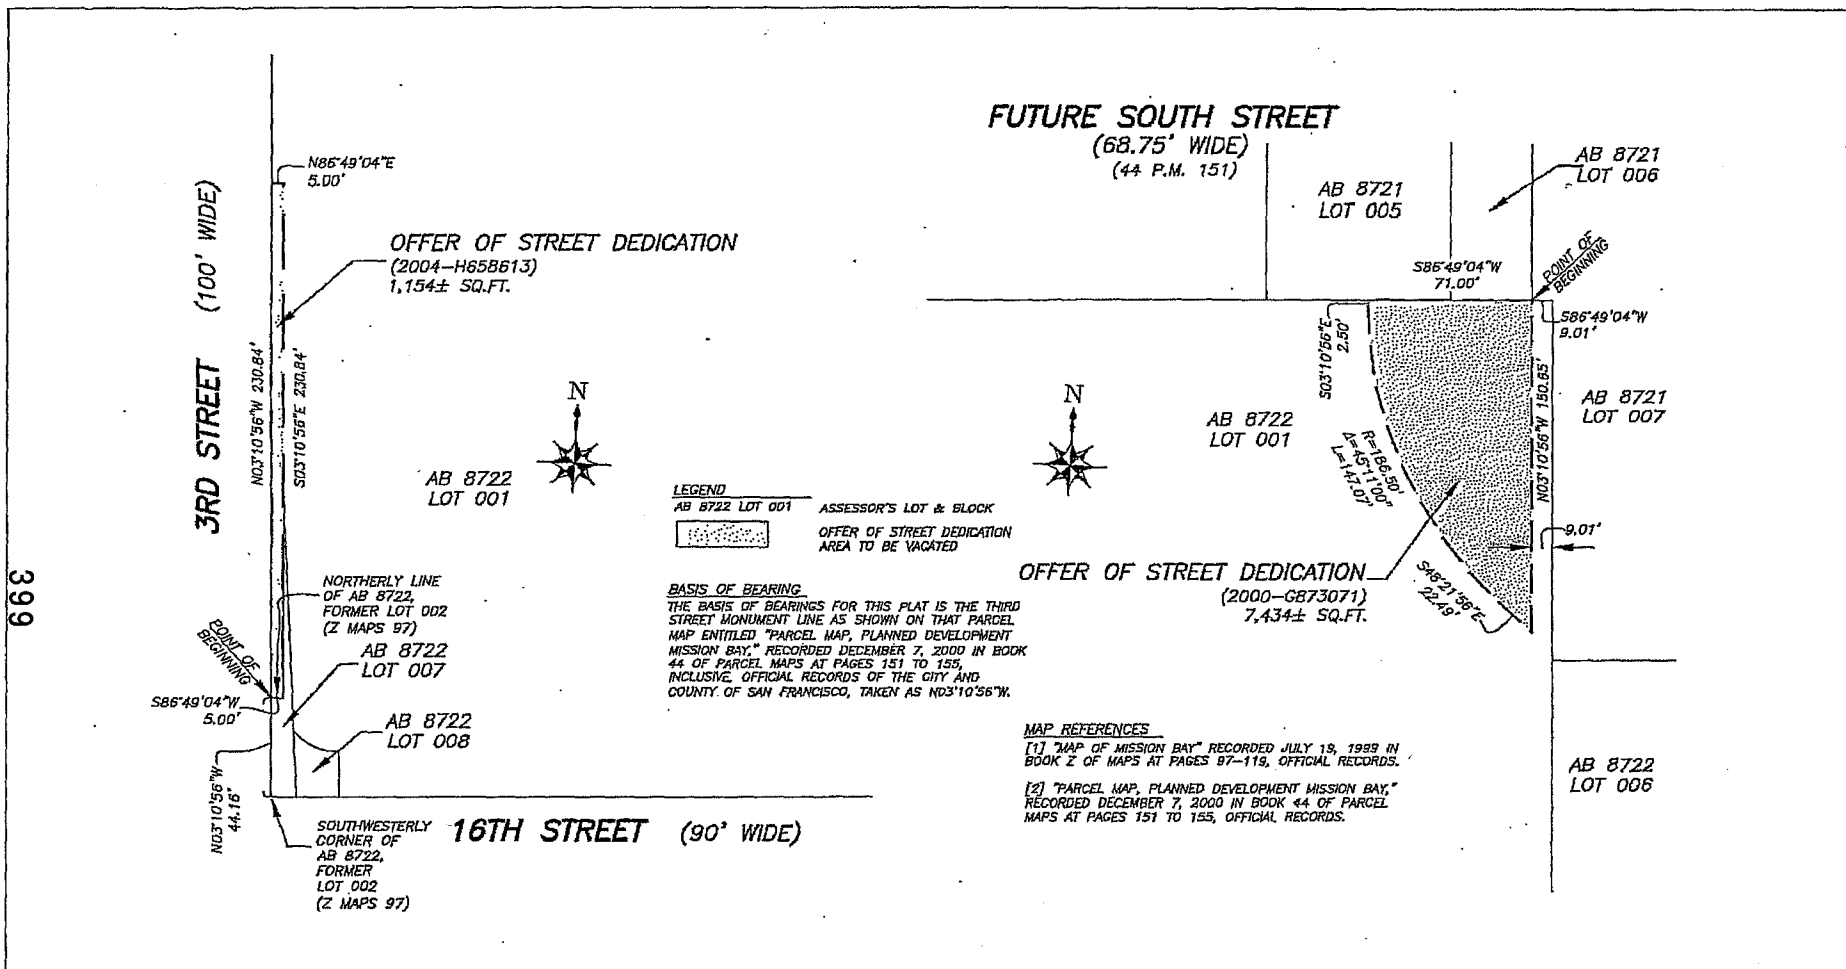 FUTURE SOUTH STREET
(68.75' WIDE)
(44 P.M. 151)
AB 8721
LOT 005
AB 8721
LOT 006
POINT OF
BEGINNING
S86°49'04"W
71.00'
S86°49'04"W
9.01'
S03°10'56"E
2.50'
AB 8721
LOT 007
N03°10'56"W 150.85'
AB 8722
LOT 001
R=186.50'
Δ=45°11'00"
L=147.07'
9.01'
S48°21'56"E
22.49'
OFFER OF STREET DEDICATION
(2000-G873071)
7,434± SQ.FT.
AB 8722
LOT 006
N
N86°49'04"E
5.00'
3RD STREET (100' WIDE)
OFFER OF STREET DEDICATION
(2004-H658613)
1,154± SQ.FT.
N03°10'56"W 230.84'
S03°10'56"E 230.84'
N
AB 8722
LOT 001
LEGEND
AB 8722 LOT 001 ASSESSOR'S LOT & BLOCK
OFFER OF STREET DEDICATION
AREA TO BE VACATED
BASIS OF BEARING
THE BASIS OF BEARINGS FOR THIS PLAT IS THE THIRD
STREET MONUMENT LINE AS SHOWN ON THAT PARCEL
MAP ENTITLED "PARCEL MAP, PLANNED DEVELOPMENT
MISSION BAY," RECORDED DECEMBER 7, 2000 IN BOOK
44 OF PARCEL MAPS AT PAGES 151 TO 155,
INCLUSIVE, OFFICIAL RECORDS OF THE CITY AND
COUNTY OF SAN FRANCISCO, TAKEN AS N03°10'56"W.
NORTHERLY LINE
OF AB 8722,
FORMER LOT 002
(Z MAPS 97)
POINT OF
BEGINNING
AB 8722
LOT 007
S86°49'04"W
5.00'
AB 8722
LOT 008
N03°10'56"W
44.16'
SOUTHWESTERLY
CORNER OF
AB 8722,
FORMER
LOT 002
(Z MAPS 97)
16TH STREET (90' WIDE)
MAP REFERENCES
[1] "MAP OF MISSION BAY" RECORDED JULY 19, 1999 IN
BOOK Z OF MAPS AT PAGES 97-119, OFFICIAL RECORDS.
[2] "PARCEL MAP, PLANNED DEVELOPMENT MISSION BAY,"
RECORDED DECEMBER 7, 2000 IN BOOK 44 OF PARCEL
MAPS AT PAGES 151 TO 155, OFFICIAL RECORDS.
399